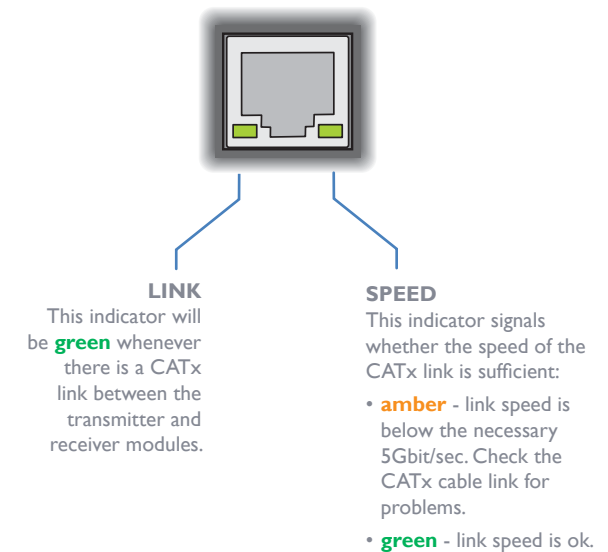 LINK
This indicator will
be green whenever
there is a CATx
link between the
transmitter and
receiver modules.
SPEED
This indicator signals
whether the speed of the
CATx link is sufficient:
• amber - link speed is
below the necessary
5Gbit/sec. Check the
CATx cable link for
problems.
• green - link speed is ok.